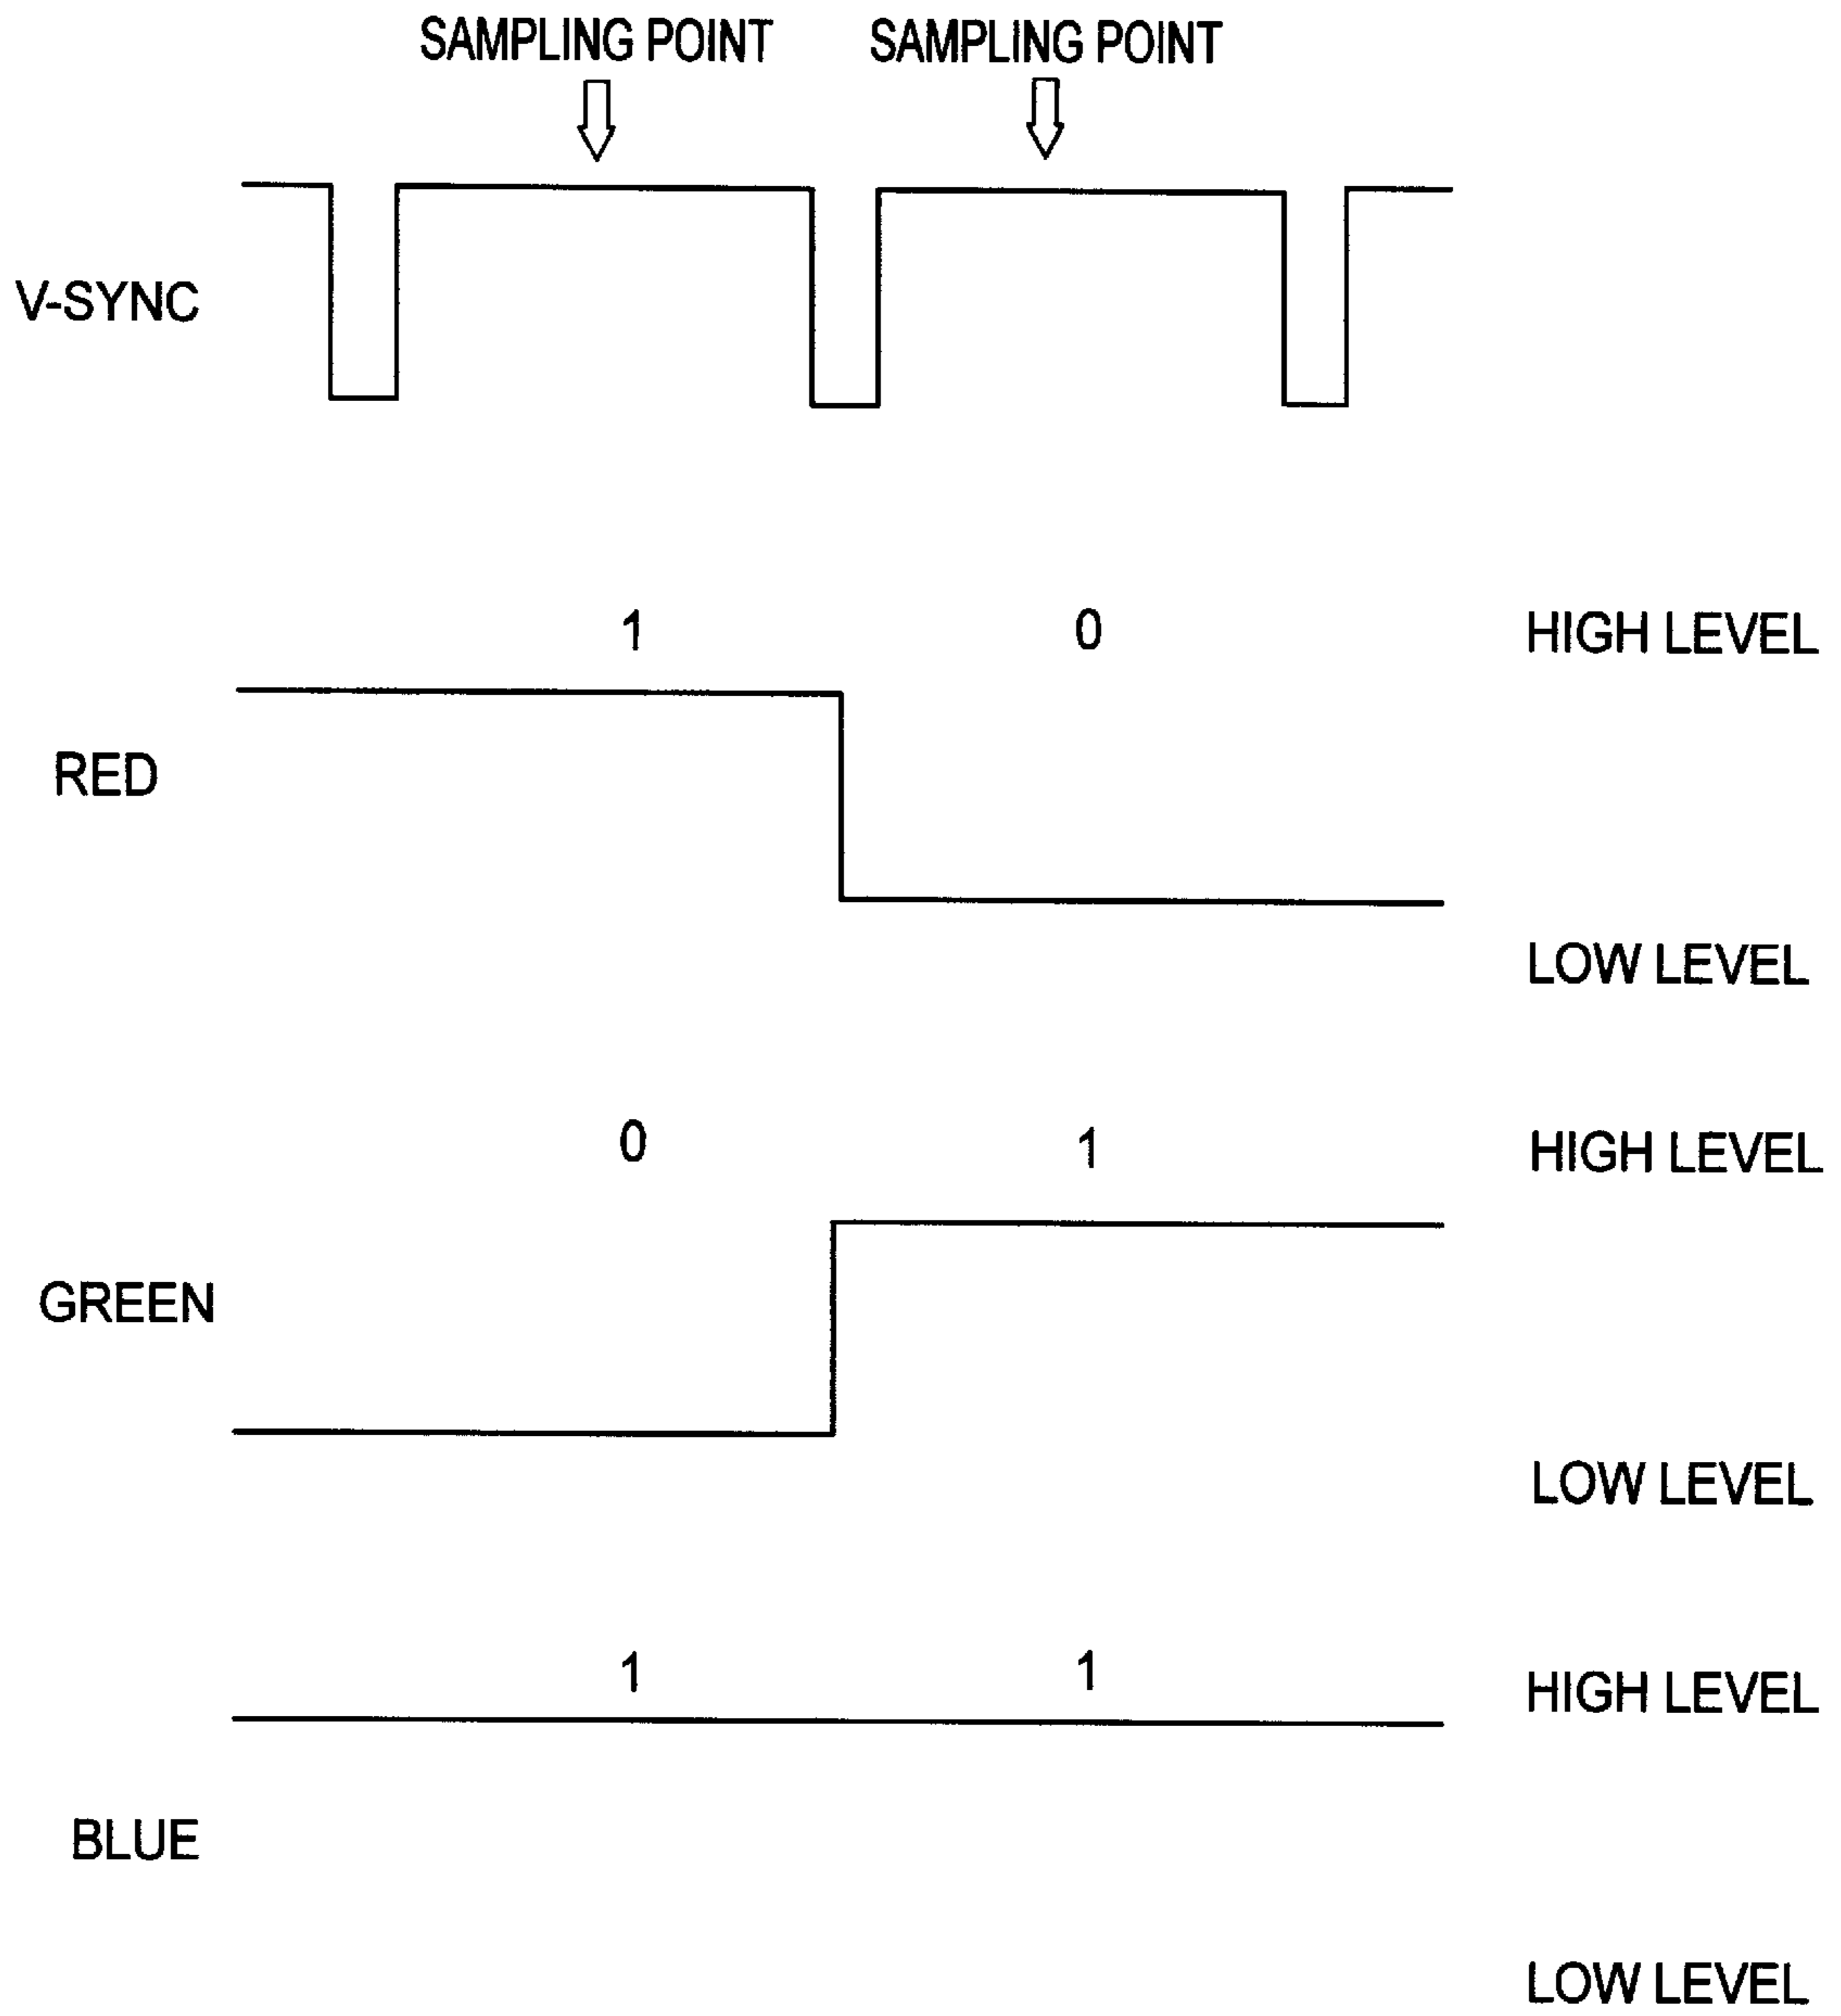 SAMPLING POINT SAMPLING POINT
V-SYNC
1 0 HIGH LEVEL
RED
LOW LEVEL
0 1 HIGH LEVEL
GREEN
LOW LEVEL
1 1 HIGH LEVEL
BLUE
LOW LEVEL